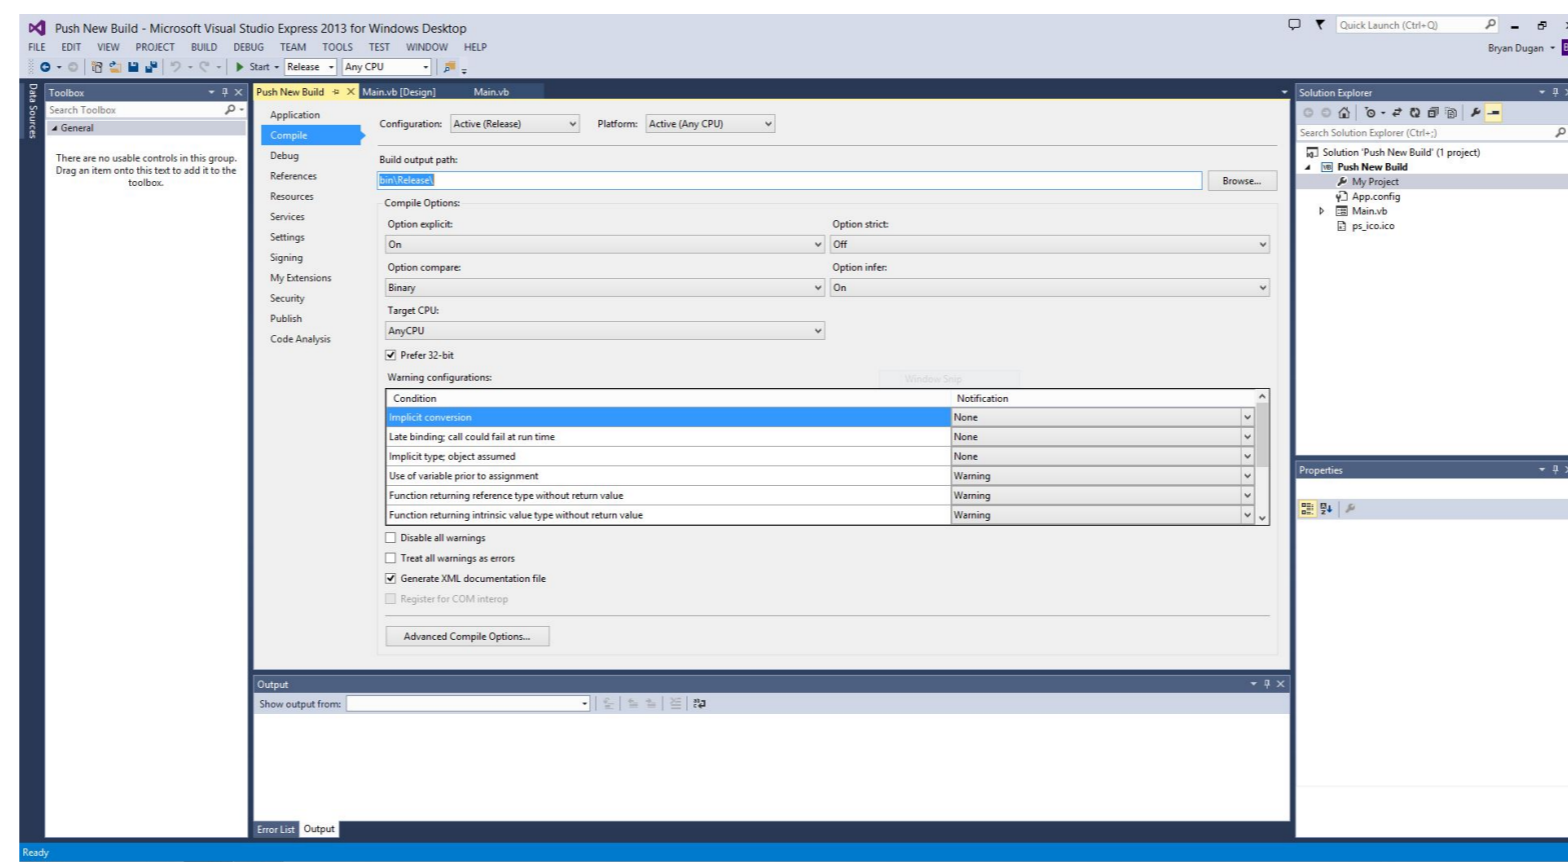 Push New Build - Microsoft Visual Studio Express 2013 for Windows Desktop
Quick Launch (Ctrl+Q)
FILE EDIT VIEW PROJECT BUILD DEBUG TEAM TOOLS TEST WINDOW HELP
Bryan Dugan
Start Release Any CPU
Data Sources
Toolbox
Search Toolbox
General
There are no usable controls in this group.
Drag an item onto this text to add it to the
toolbox.
Push New Build Main.vb [Design] Main.vb
Application
Compile
Debug
References
Resources
Services
Settings
Signing
My Extensions
Security
Publish
Code Analysis
Configuration: Active (Release) Platform: Active (Any CPU)
Build output path:
bin\Release\ Browse...
Compile Options:
Option explicit: Option strict:
On Off
Option compare: Option infer:
Binary On
Target CPU:
AnyCPU
Prefer 32-bit
Window Snip
Warning configurations:
Condition Notification
Implicit conversion None
Late binding; call could fail at run time None
Implicit type; object assumed None
Use of variable prior to assignment Warning
Function returning reference type without return value Warning
Function returning intrinsic value type without return value Warning
Disable all warnings
Treat all warnings as errors
Generate XML documentation file
Register for COM interop
Advanced Compile Options...
Output
Show output from:
Error List Output
Solution Explorer
Search Solution Explorer (Ctrl+;)
Solution 'Push New Build' (1 project)
Push New Build
My Project
App.config
Main.vb
ps_ico.ico
Properties
Ready